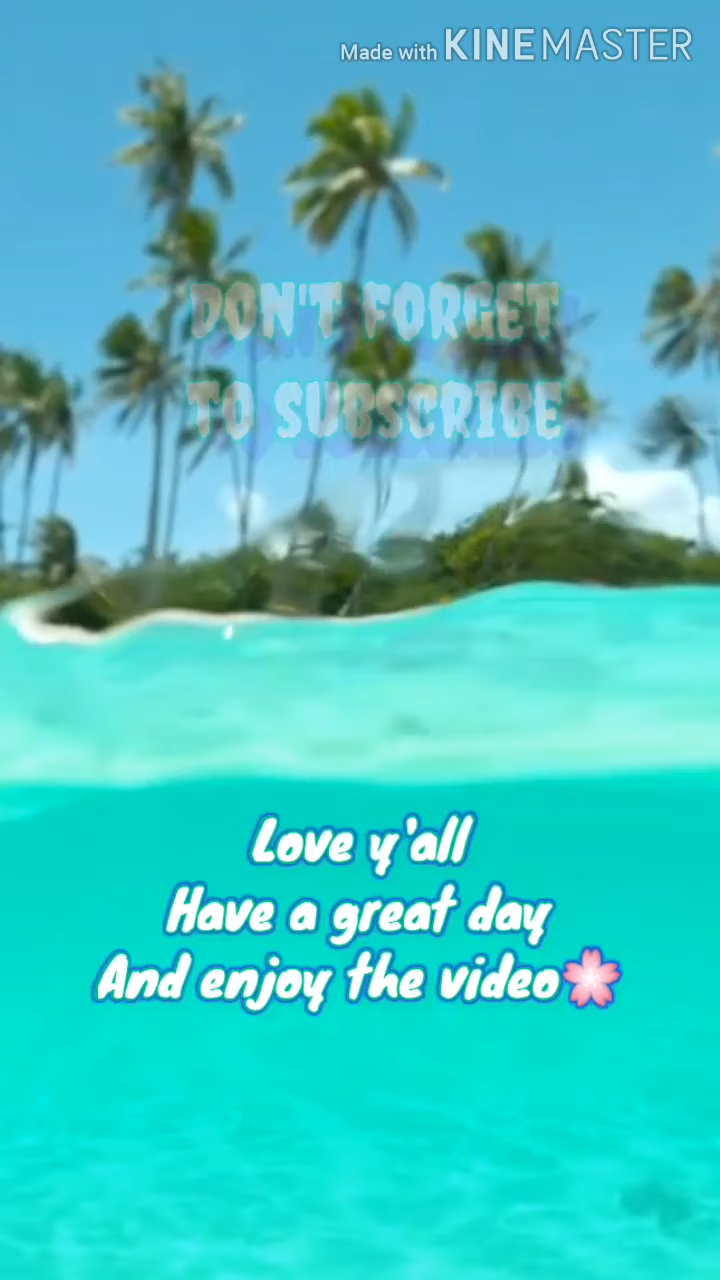 Made with KINEMASTER
DON'T FORGET
TO SUBSCRIBE
Love y'all
Have a great day
And enjoy the video🌸